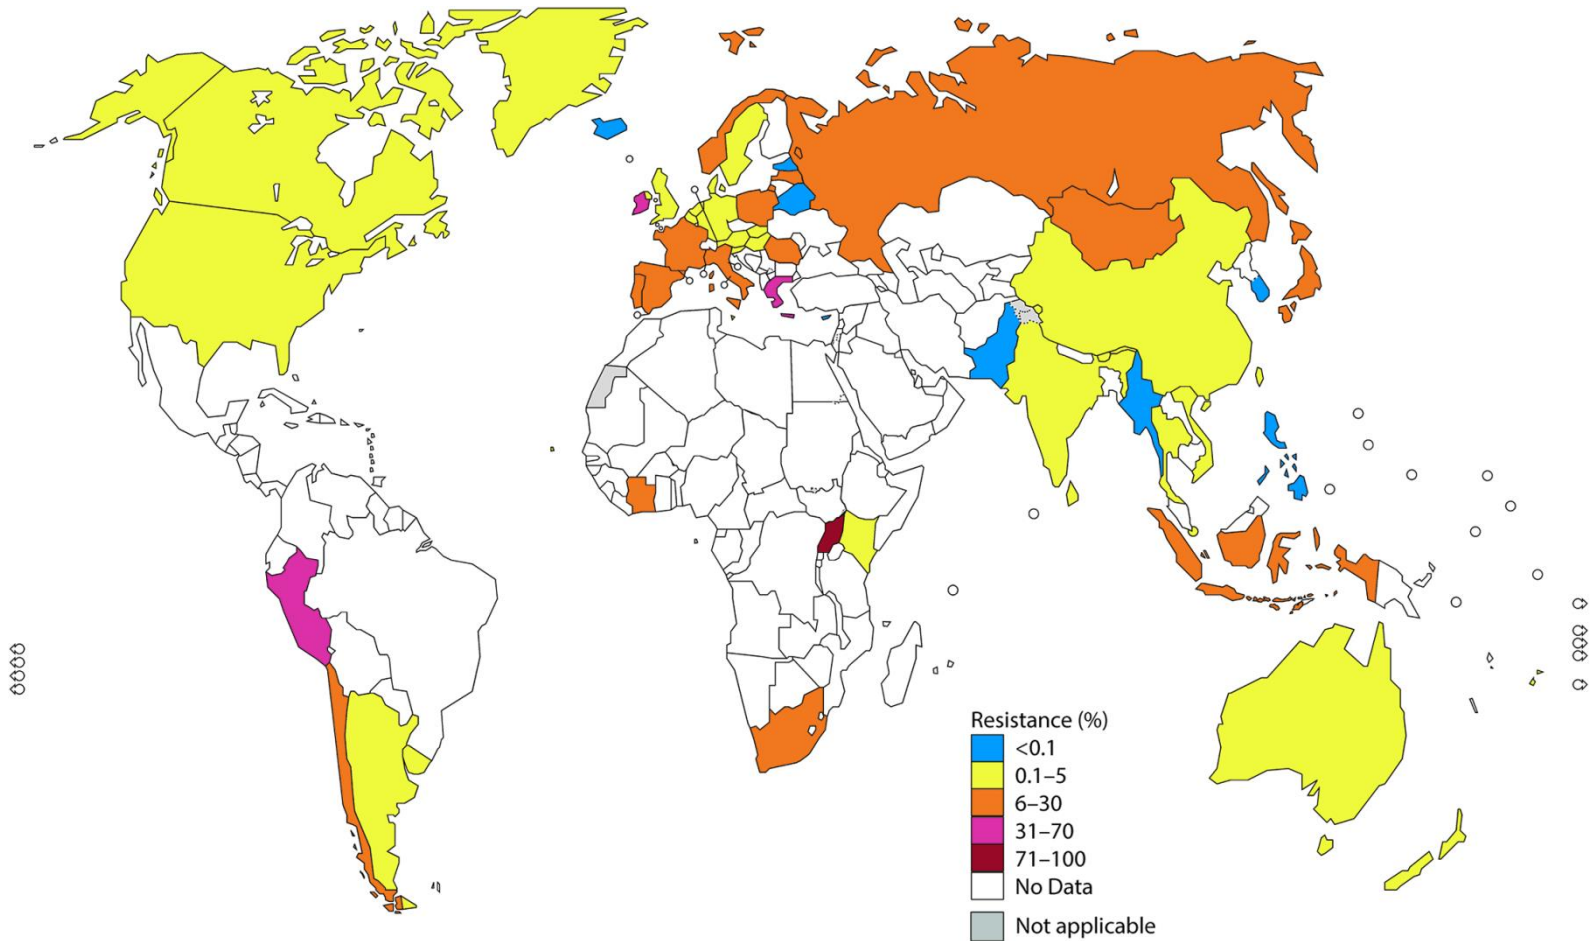 Resistance (%)
<0.1
0.1–5
6–30
31–70
71–100
No Data
Not applicable